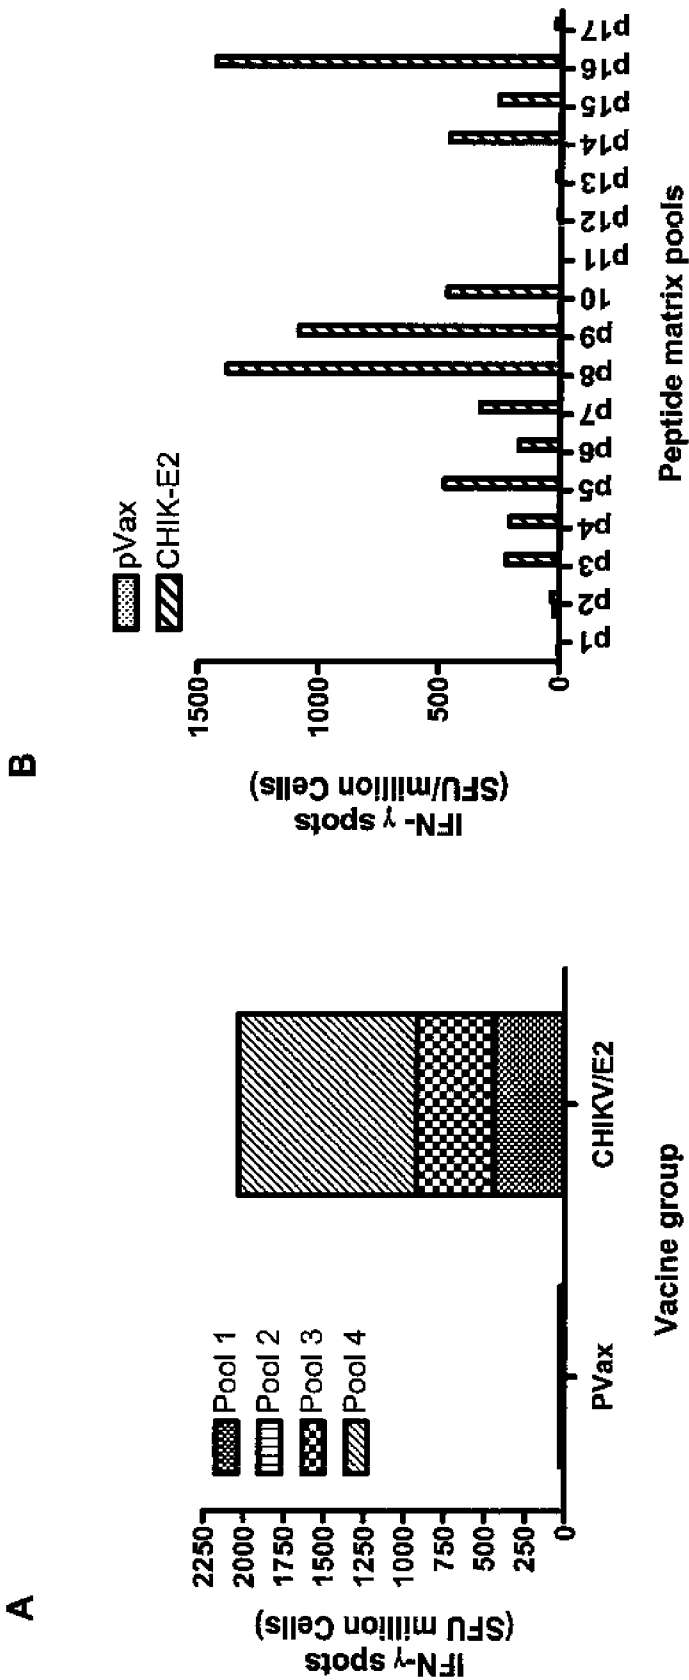 A
IFN-γ spots
(SFU million Cells)
2250
2000
1750
1500
1250
1000
750
500
250
0
Pool 1
Pool 2
Pool 3
Pool 4
PVax
CHIKV/E2
Vacine group
B
IFN- γ spots
(SFU/million Cells)
1500
1000
500
0
pVax
CHIK-E2
p1
p2
p3
p4
p5
p6
p7
p8
p9
10
p11
p12
p13
p14
p15
p16
p17
Peptide matrix pools